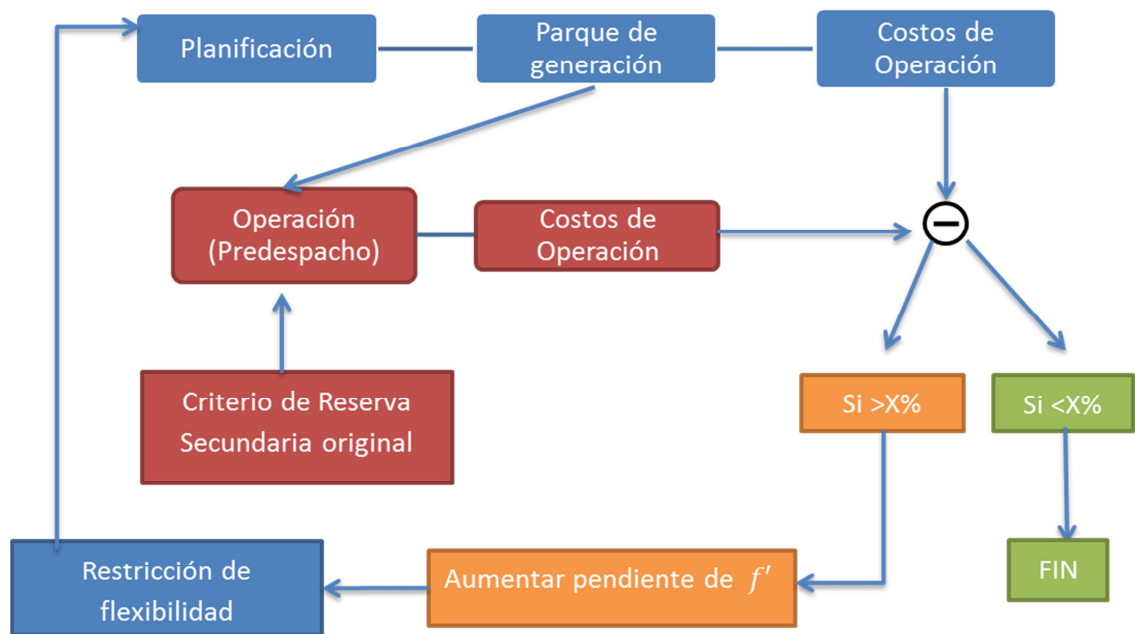 Planificación
Parque de
generación
Costos de
Operación
Operación
(Predespacho)
Costos de
Operación
Criterio de Reserva
Secundaria original
Si >X%
Si <X%
Restricción de
flexibilidad
Aumentar pendiente de f'
FIN